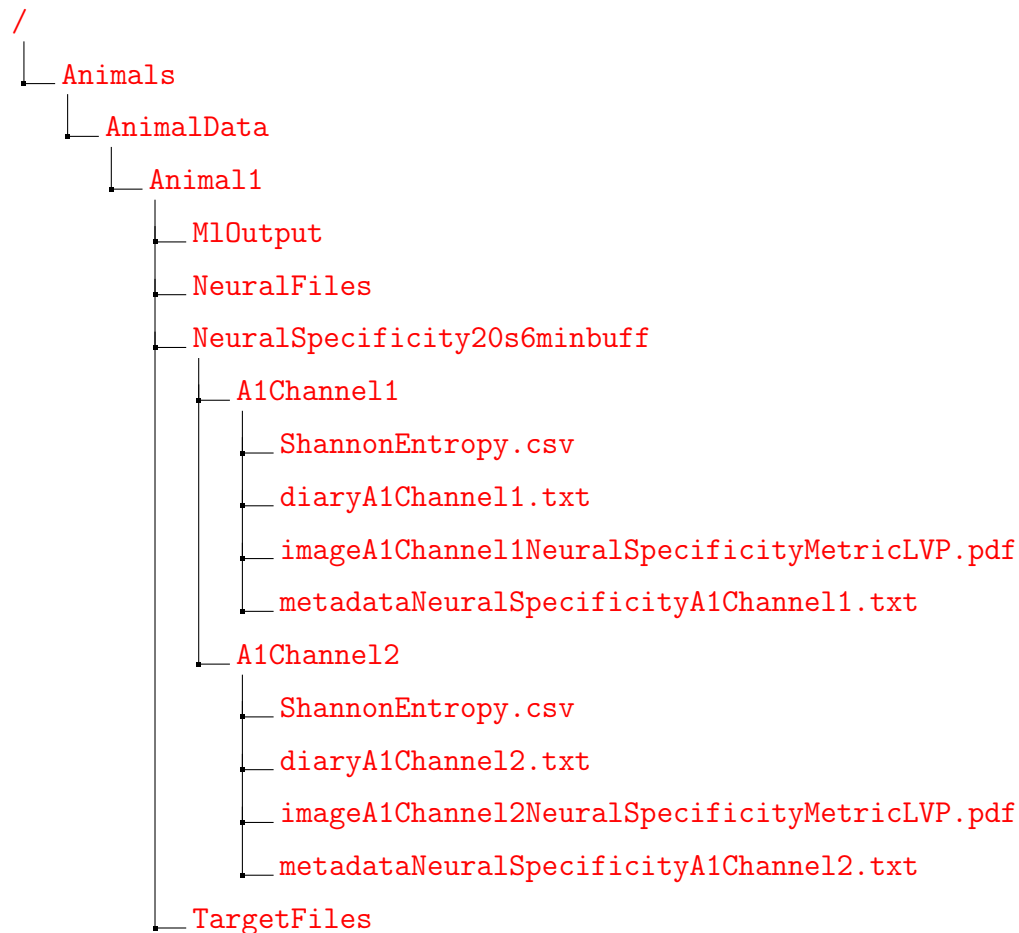 /
Animals
AnimalData
Animal1
MlOutput
NeuralFiles
NeuralSpecificity20s6minbuff
A1Channel1
ShannonEntropy.csv
diaryA1Channel1.txt
imageA1Channel1NeuralSpecificityMetricLVP.pdf
metadataNeuralSpecificityA1Channel1.txt
A1Channel2
ShannonEntropy.csv
diaryA1Channel2.txt
imageA1Channel2NeuralSpecificityMetricLVP.pdf
metadataNeuralSpecificityA1Channel2.txt
TargetFiles